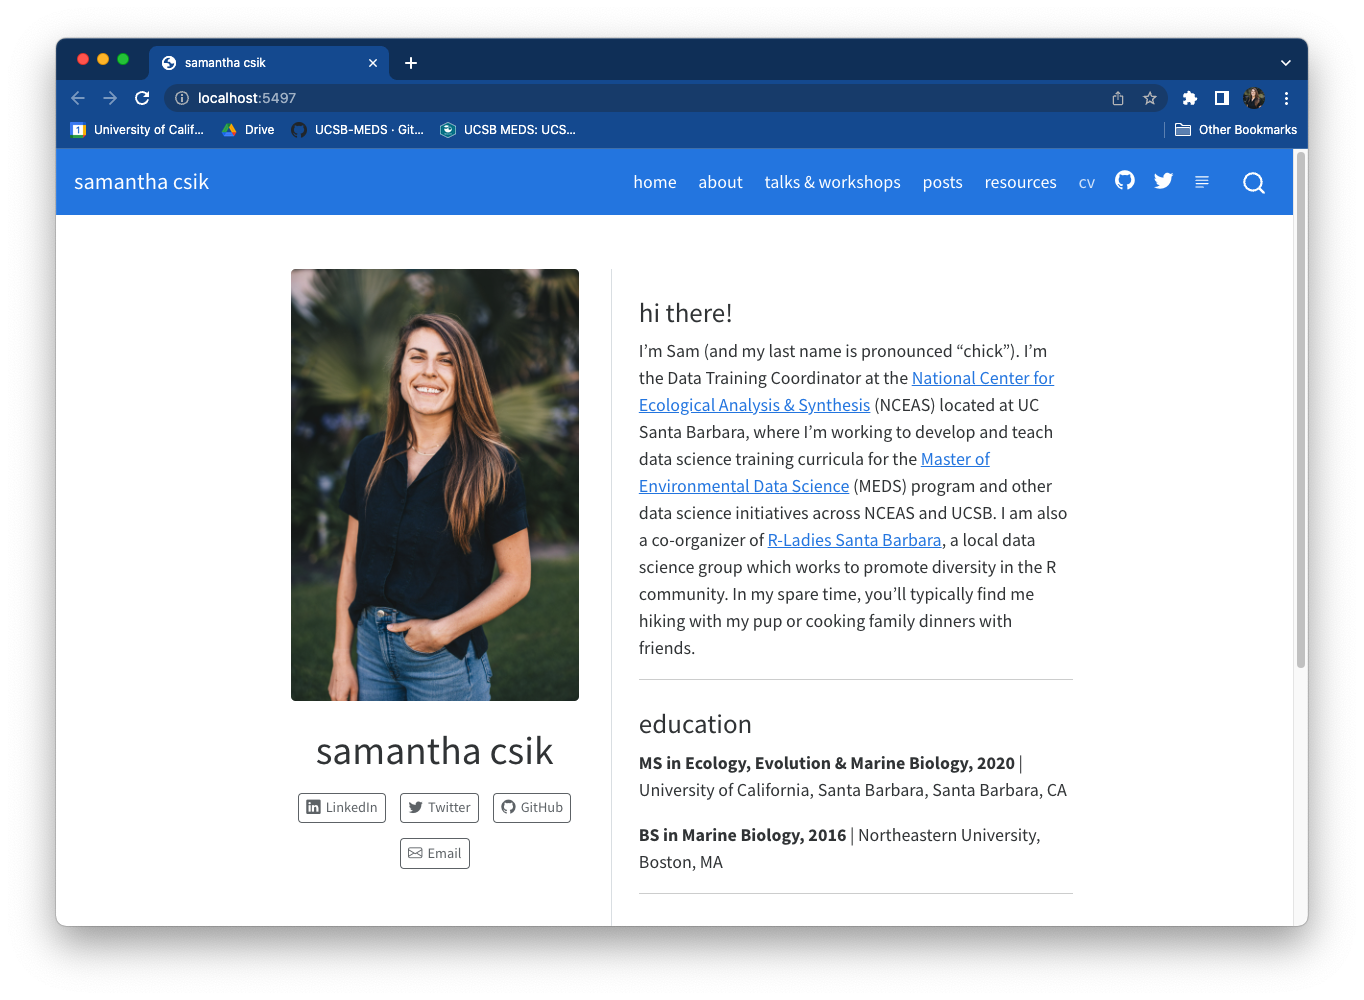 samantha csik
localhost:5497
1 University of Calif... Drive UCSB-MEDS · Git... UCSB MEDS: UCS... Other Bookmarks
samantha csik home about talks & workshops posts resources cv
hi there!
I’m Sam (and my last name is pronounced “chick”). I’m
the Data Training Coordinator at the National Center for
Ecological Analysis & Synthesis (NCEAS) located at UC
Santa Barbara, where I’m working to develop and teach
data science training curricula for the Master of
Environmental Data Science (MEDS) program and other
data science initiatives across NCEAS and UCSB. I am also
a co-organizer of R-Ladies Santa Barbara, a local data
science group which works to promote diversity in the R
community. In my spare time, you’ll typically find me
hiking with my pup or cooking family dinners with
friends.
education
MS in Ecology, Evolution & Marine Biology, 2020 |
University of California, Santa Barbara, Santa Barbara, CA
BS in Marine Biology, 2016 | Northeastern University,
Boston, MA
samantha csik
LinkedIn Twitter GitHub
Email